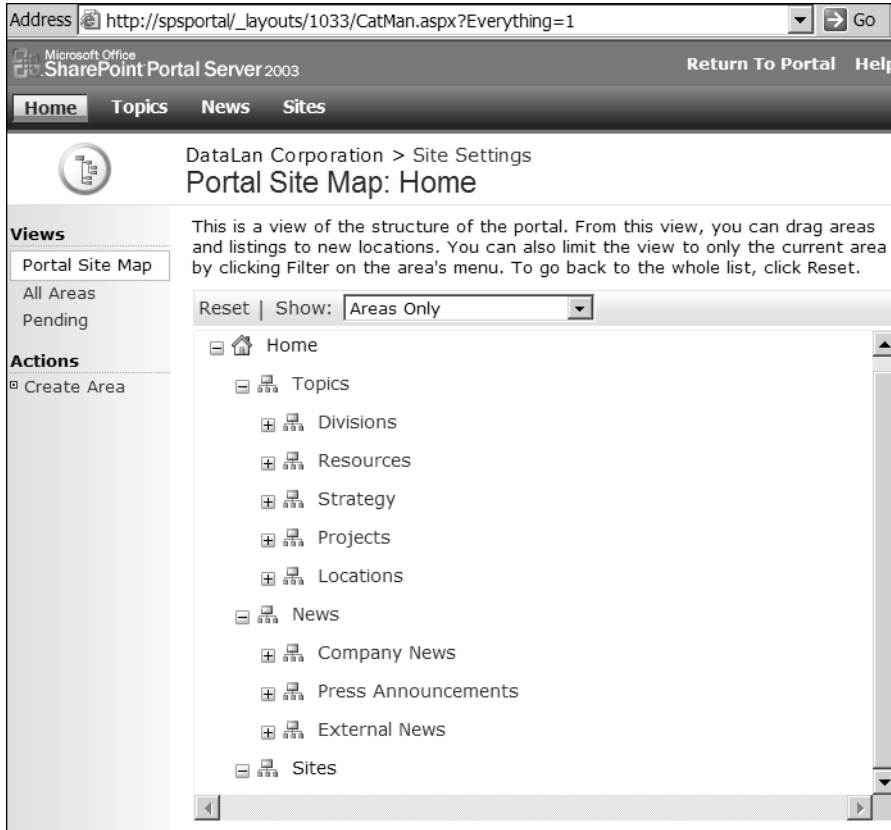 Address http://spsportal/_layouts/1033/CatMan.aspx?Everything=1 Go
Microsoft Office
SharePoint Portal Server 2003
Return To Portal Help
Home Topics News Sites
DataLan Corporation > Site Settings
Portal Site Map: Home
Views
Portal Site Map
All Areas
Pending
Actions
Create Area
This is a view of the structure of the portal. From this view, you can drag areas
and listings to new locations. You can also limit the view to only the current area
by clicking Filter on the area's menu. To go back to the whole list, click Reset.
Reset | Show: Areas Only
Home
Topics
Divisions
Resources
Strategy
Projects
Locations
News
Company News
Press Announcements
External News
Sites